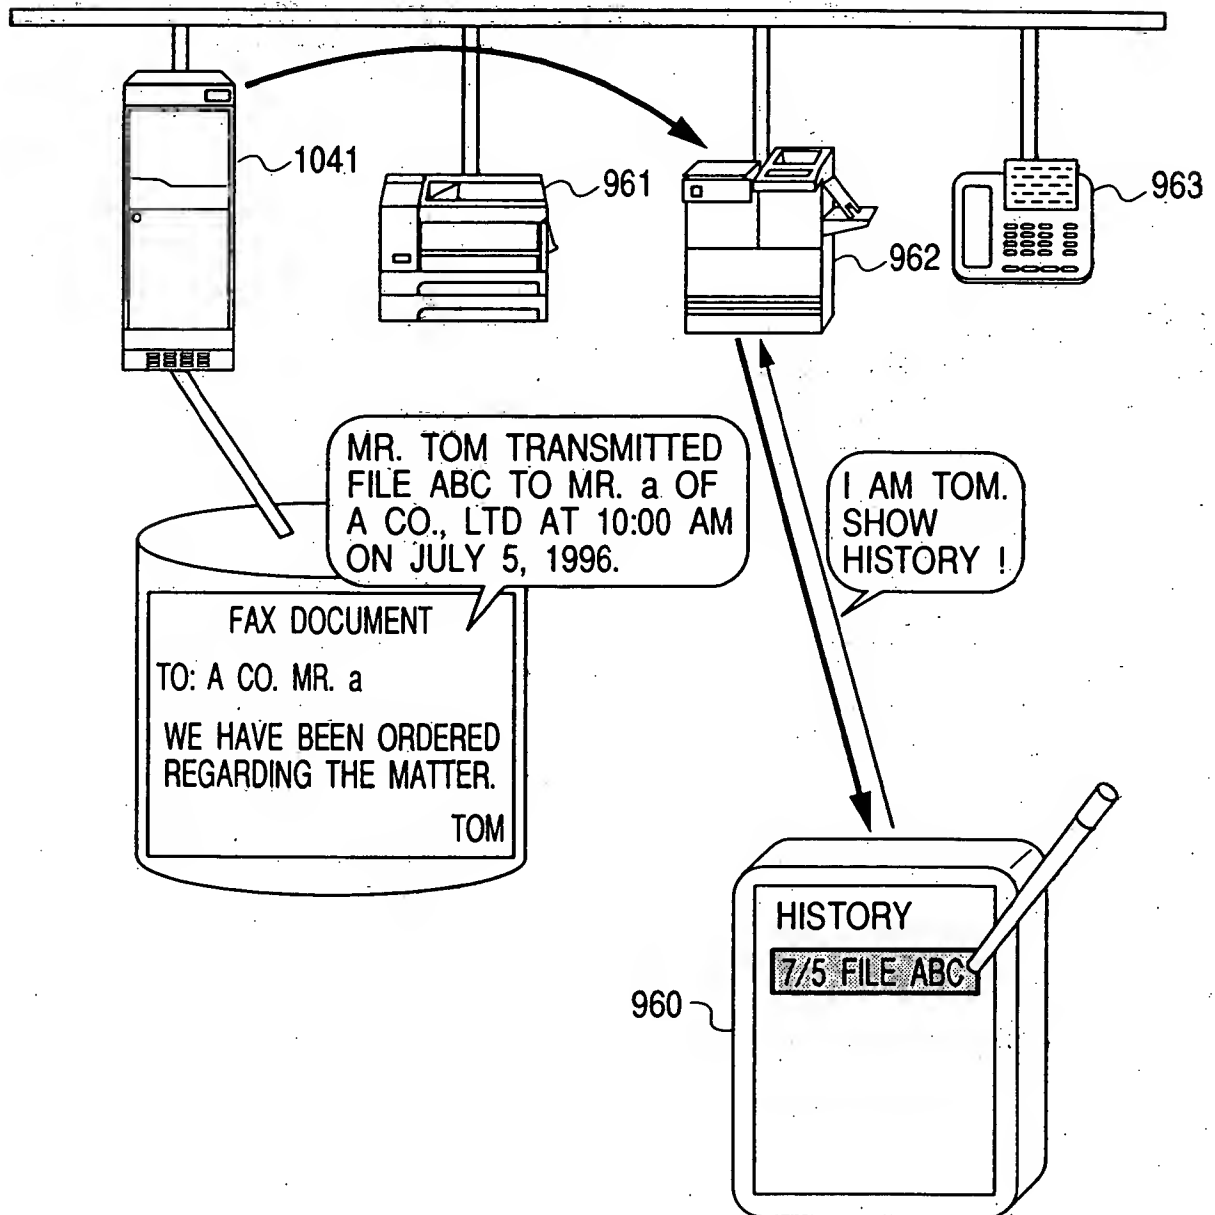 1041
961
962
963
MR. TOM TRANSMITTED
FILE ABC TO MR. a OF
A CO., LTD AT 10:00 AM
ON JULY 5, 1996.
I AM TOM.
SHOW
HISTORY !
FAX DOCUMENT
TO: A CO. MR. a
WE HAVE BEEN ORDERED
REGARDING THE MATTER.
TOM
HISTORY
7/5 FILE ABC
960